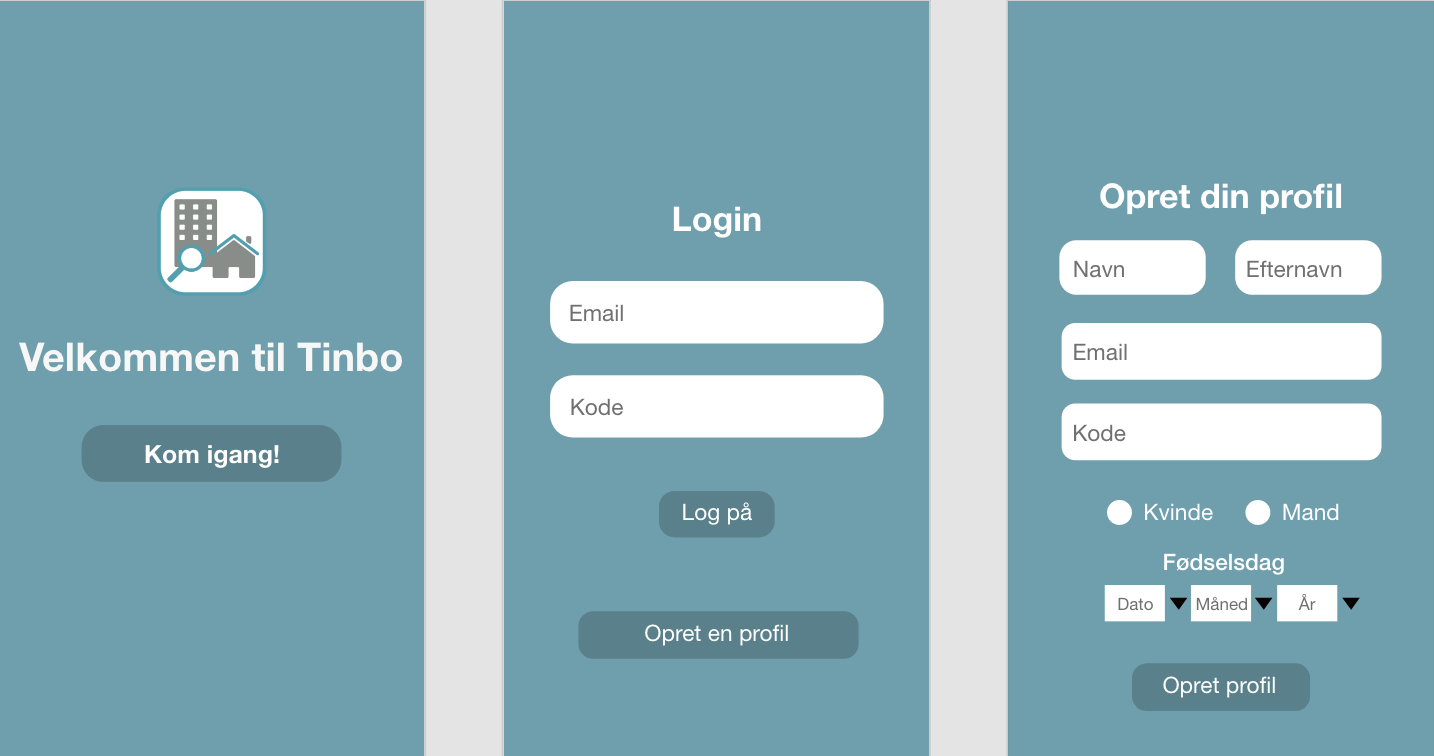 Velkommen til Tinbo
Kom igang!
Login
Email
Kode
Log på
Opret en profil
Opret din profil
Navn Efternavn
Email
Kode
Kvinde Mand
Fødselsdag
Dato Måned År
Opret profil